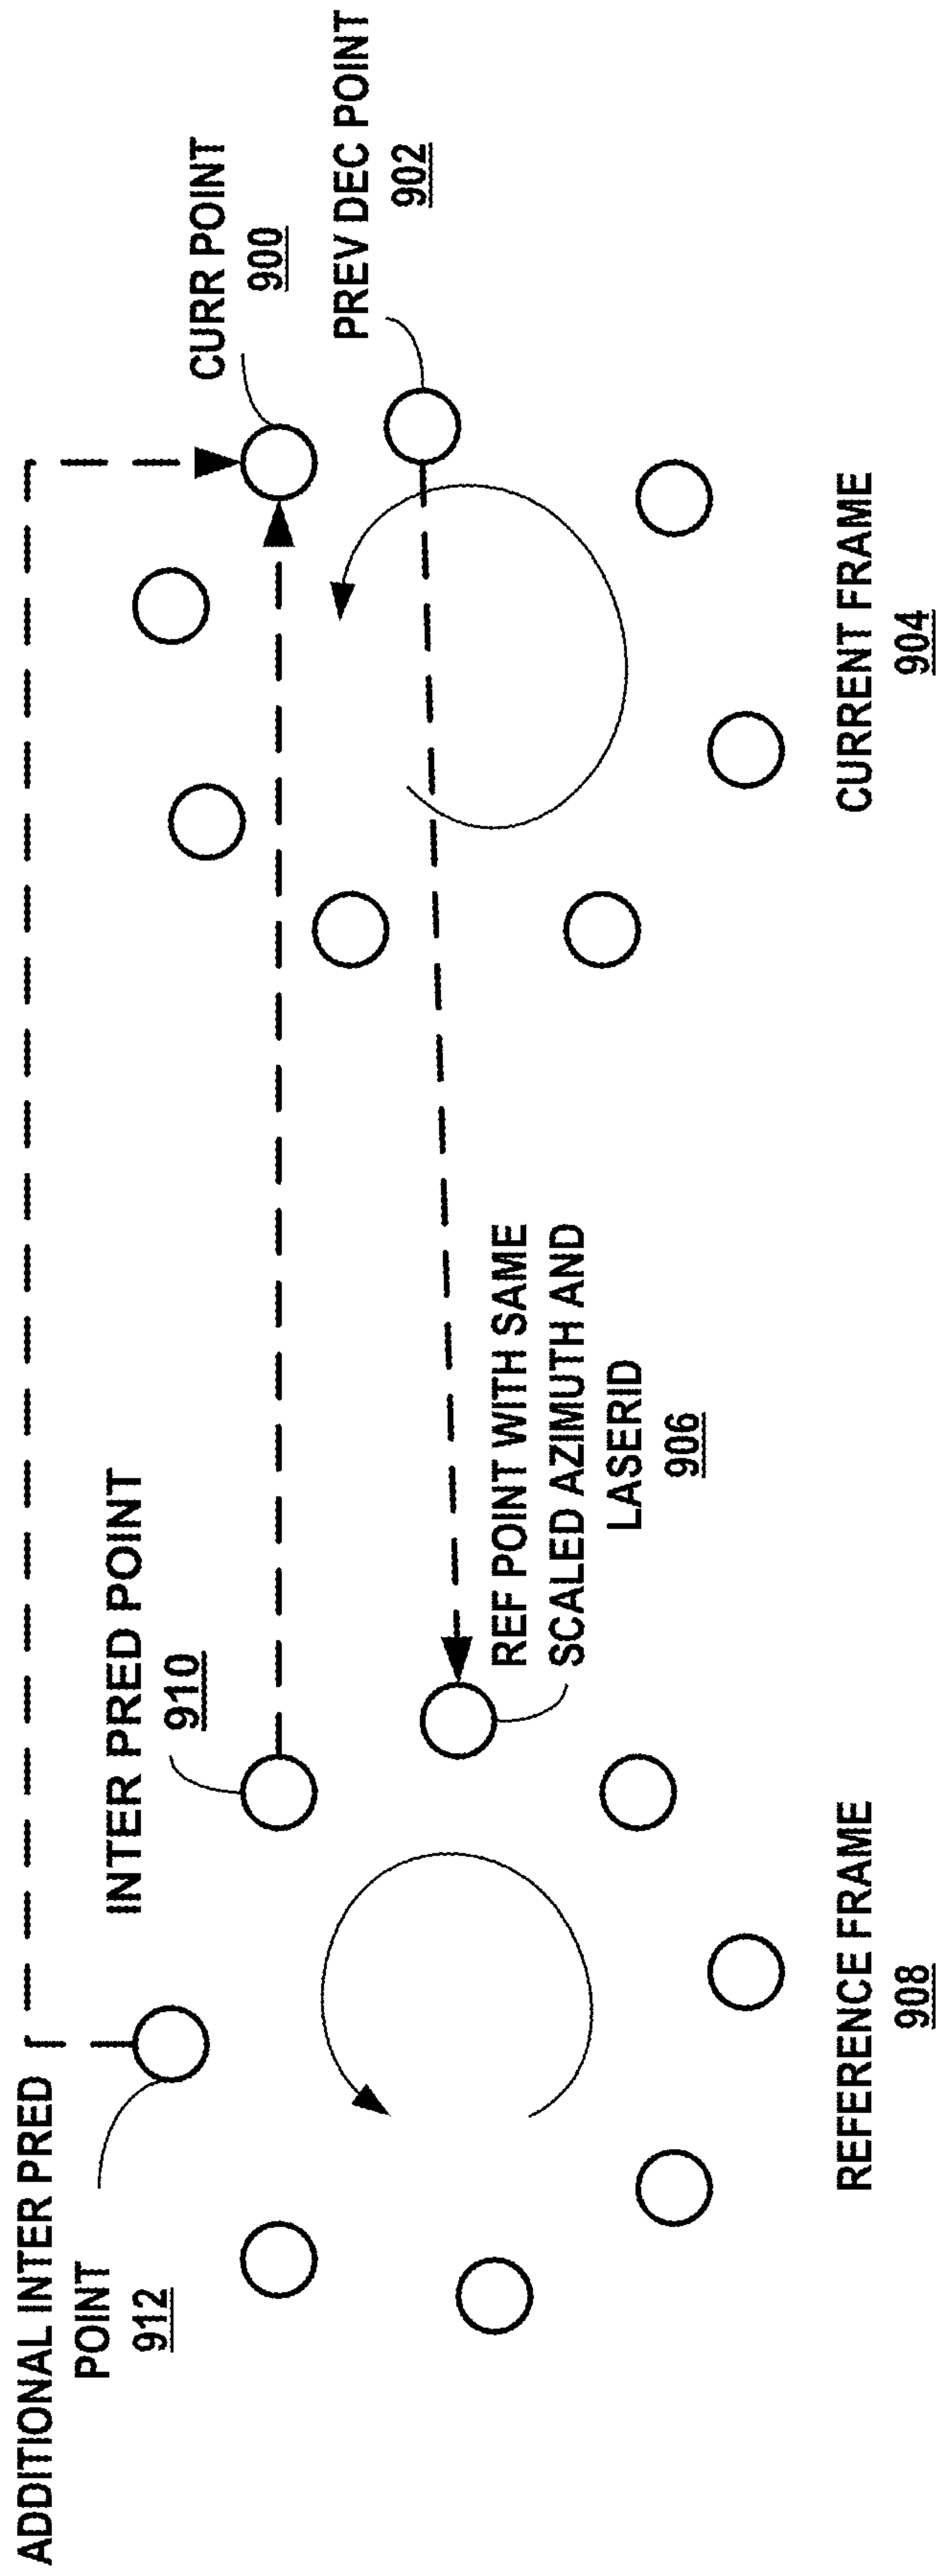 ADDITIONAL INTER PRED
POINT
912
INTER PRED POINT
910
CURR POINT
900
PREV DEC POINT
902
REF POINT WITH SAME
SCALED AZIMUTH AND
LASERID
906
REFERENCE FRAME
908
CURRENT FRAME
904